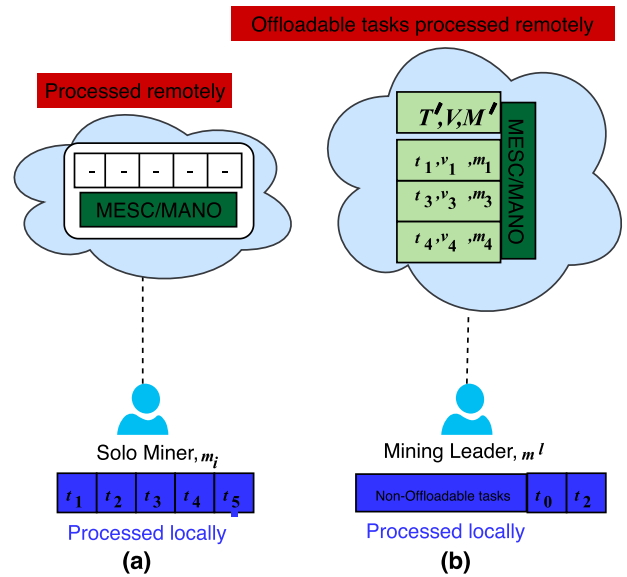 Processed remotely
- - - - -
MESC/MANO
Solo Miner, m_i
t_1 t_2 t_3 t_4 t_5
Processed locally
(a)
Offloadable tasks processed remotely
T',V,M'
t_1,v_1 ,m_1
t_3,v_3 ,m_3
t_4,v_4 ,m_4
MESC/MANO
Mining Leader, m^l
Non-Offloadable tasks t_0 t_2
Processed locally
(b)